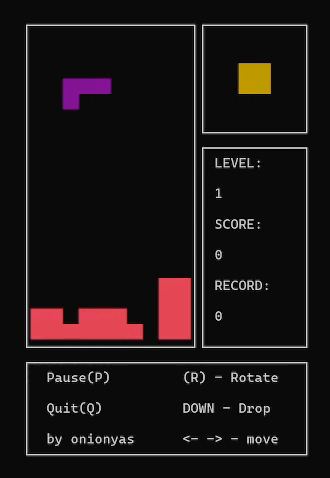 LEVEL:
1
SCORE:
0
RECORD:
0
Pause(P) (R) - Rotate
Quit(Q) DOWN - Drop
by onionyas <- -> - move